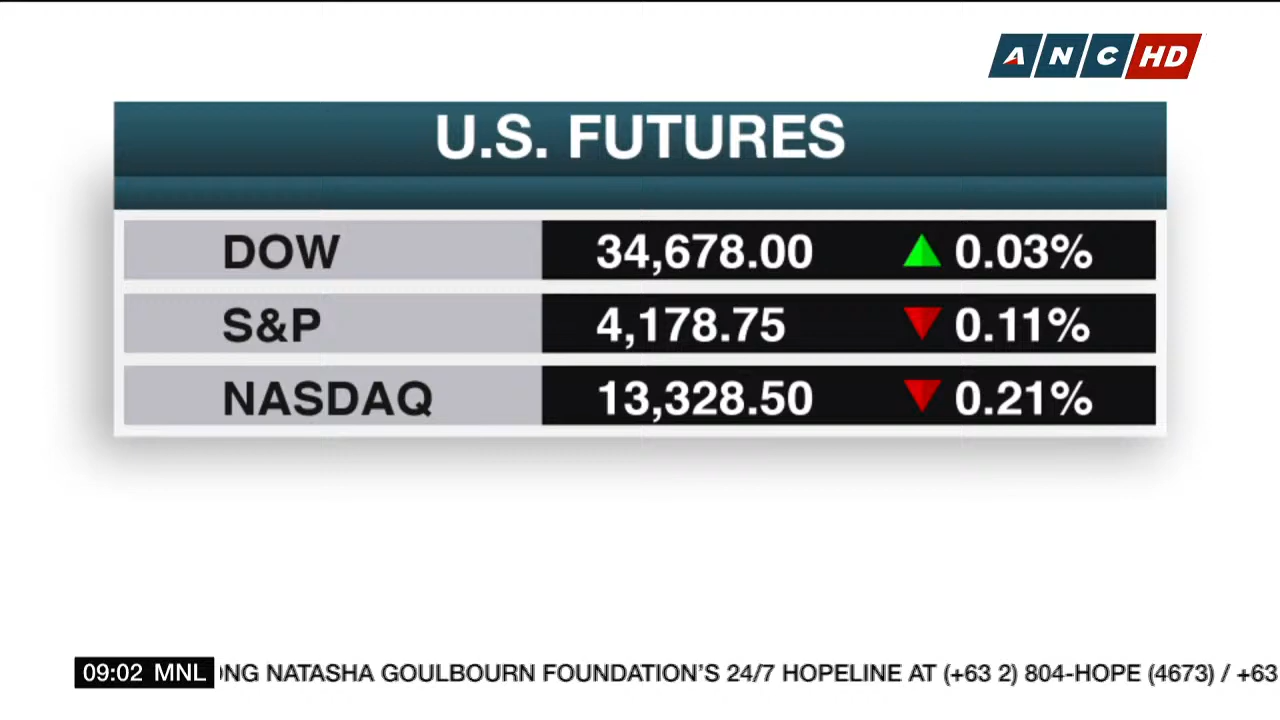 ANC HD
U.S. FUTURES
DOW 34,678.00 ▲ 0.03%
S&P 4,178.75 ▼ 0.11%
NASDAQ 13,328.50 ▼ 0.21%
09:02 MNL NATASHA GOULBOURN FOUNDATION'S 24/7 HOPELINE AT (+63 2) 804-HOPE (4673) / +63